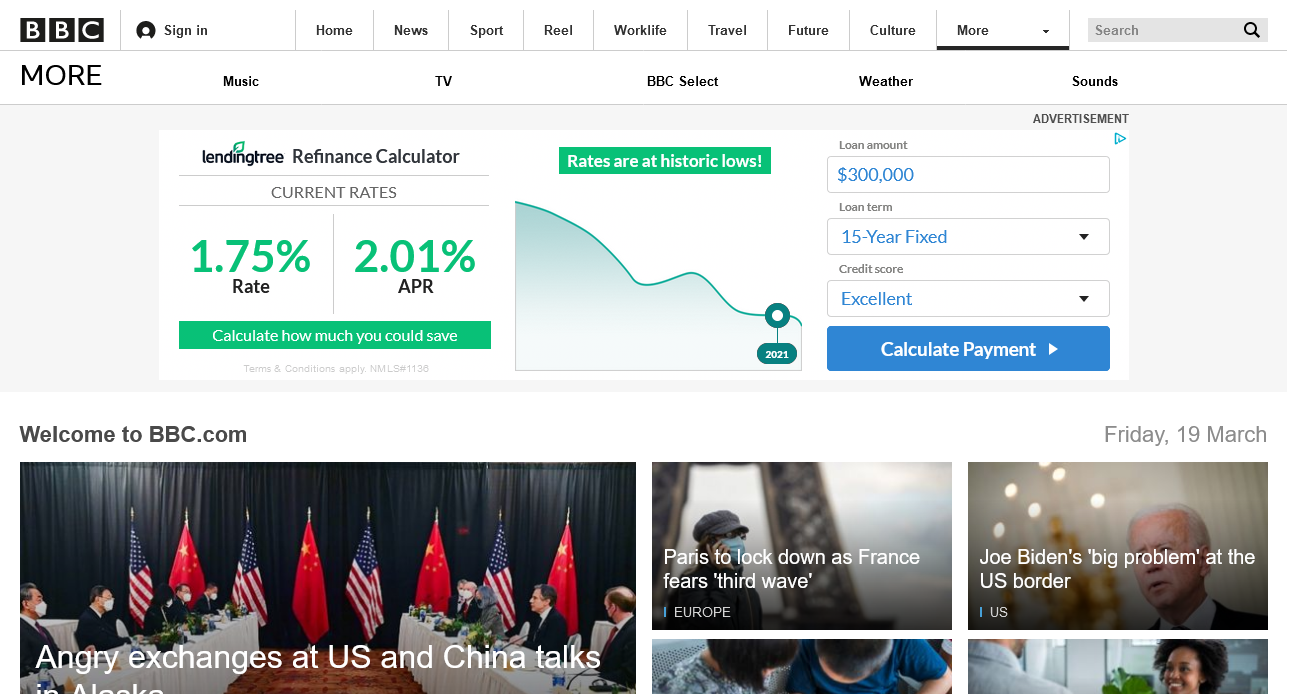 BBC
Sign in
Home
News
Sport
Reel
Worklife
Travel
Future
Culture
More
Search
MORE
Music
TV
BBC Select
Weather
Sounds
ADVERTISEMENT
lendingtree Refinance Calculator
CURRENT RATES
1.75%
Rate
2.01%
APR
Calculate how much you could save
Terms & Conditions apply. NMLS#1136
Rates are at historic lows!
2021
Loan amount
$300,000
Loan term
15-Year Fixed
Credit score
Excellent
Calculate Payment
Welcome to BBC.com
Friday, 19 March
Angry exchanges at US and China talks
in Alaska
Paris to lock down as France
fears 'third wave'
EUROPE
Joe Biden's 'big problem' at the
US border
US